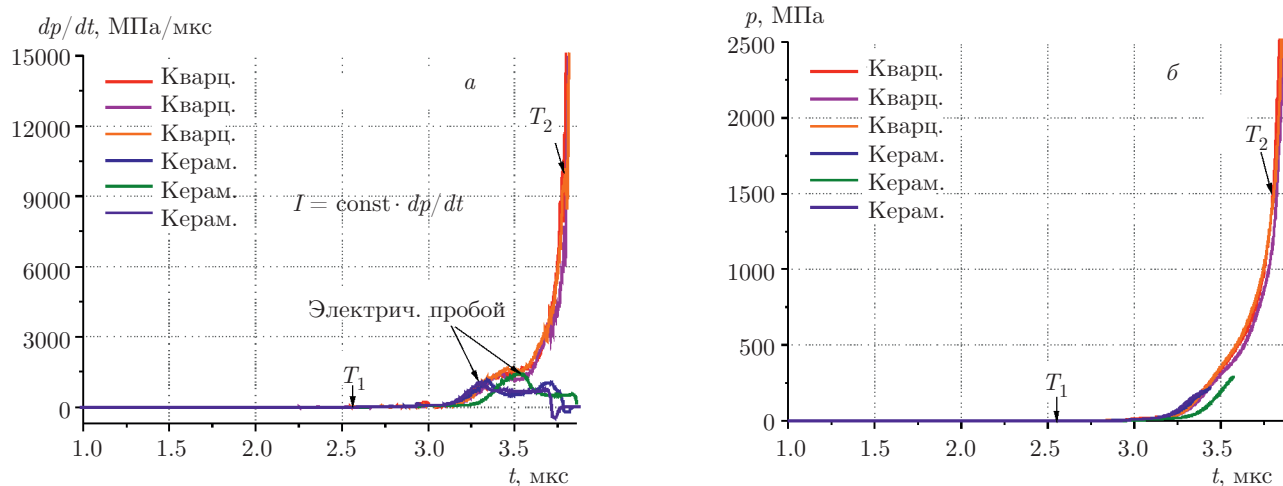 dp/dt, МПа/мкс
15000
12000
9000
6000
3000
0
Кварц.
Кварц.
Кварц.
Керам.
Керам.
Керам.
а
T2
I = const · dp/dt
Электрич. пробой
T1
1.0 1.5 2.0 2.5 3.0 3.5
t, мкс
p, МПа
2500
2000
1500
1000
500
0
Кварц.
Кварц.
Кварц.
Керам.
Керам.
Керам.
б
T2
T1
1.0 1.5 2.0 2.5 3.0 3.5
t, мкс